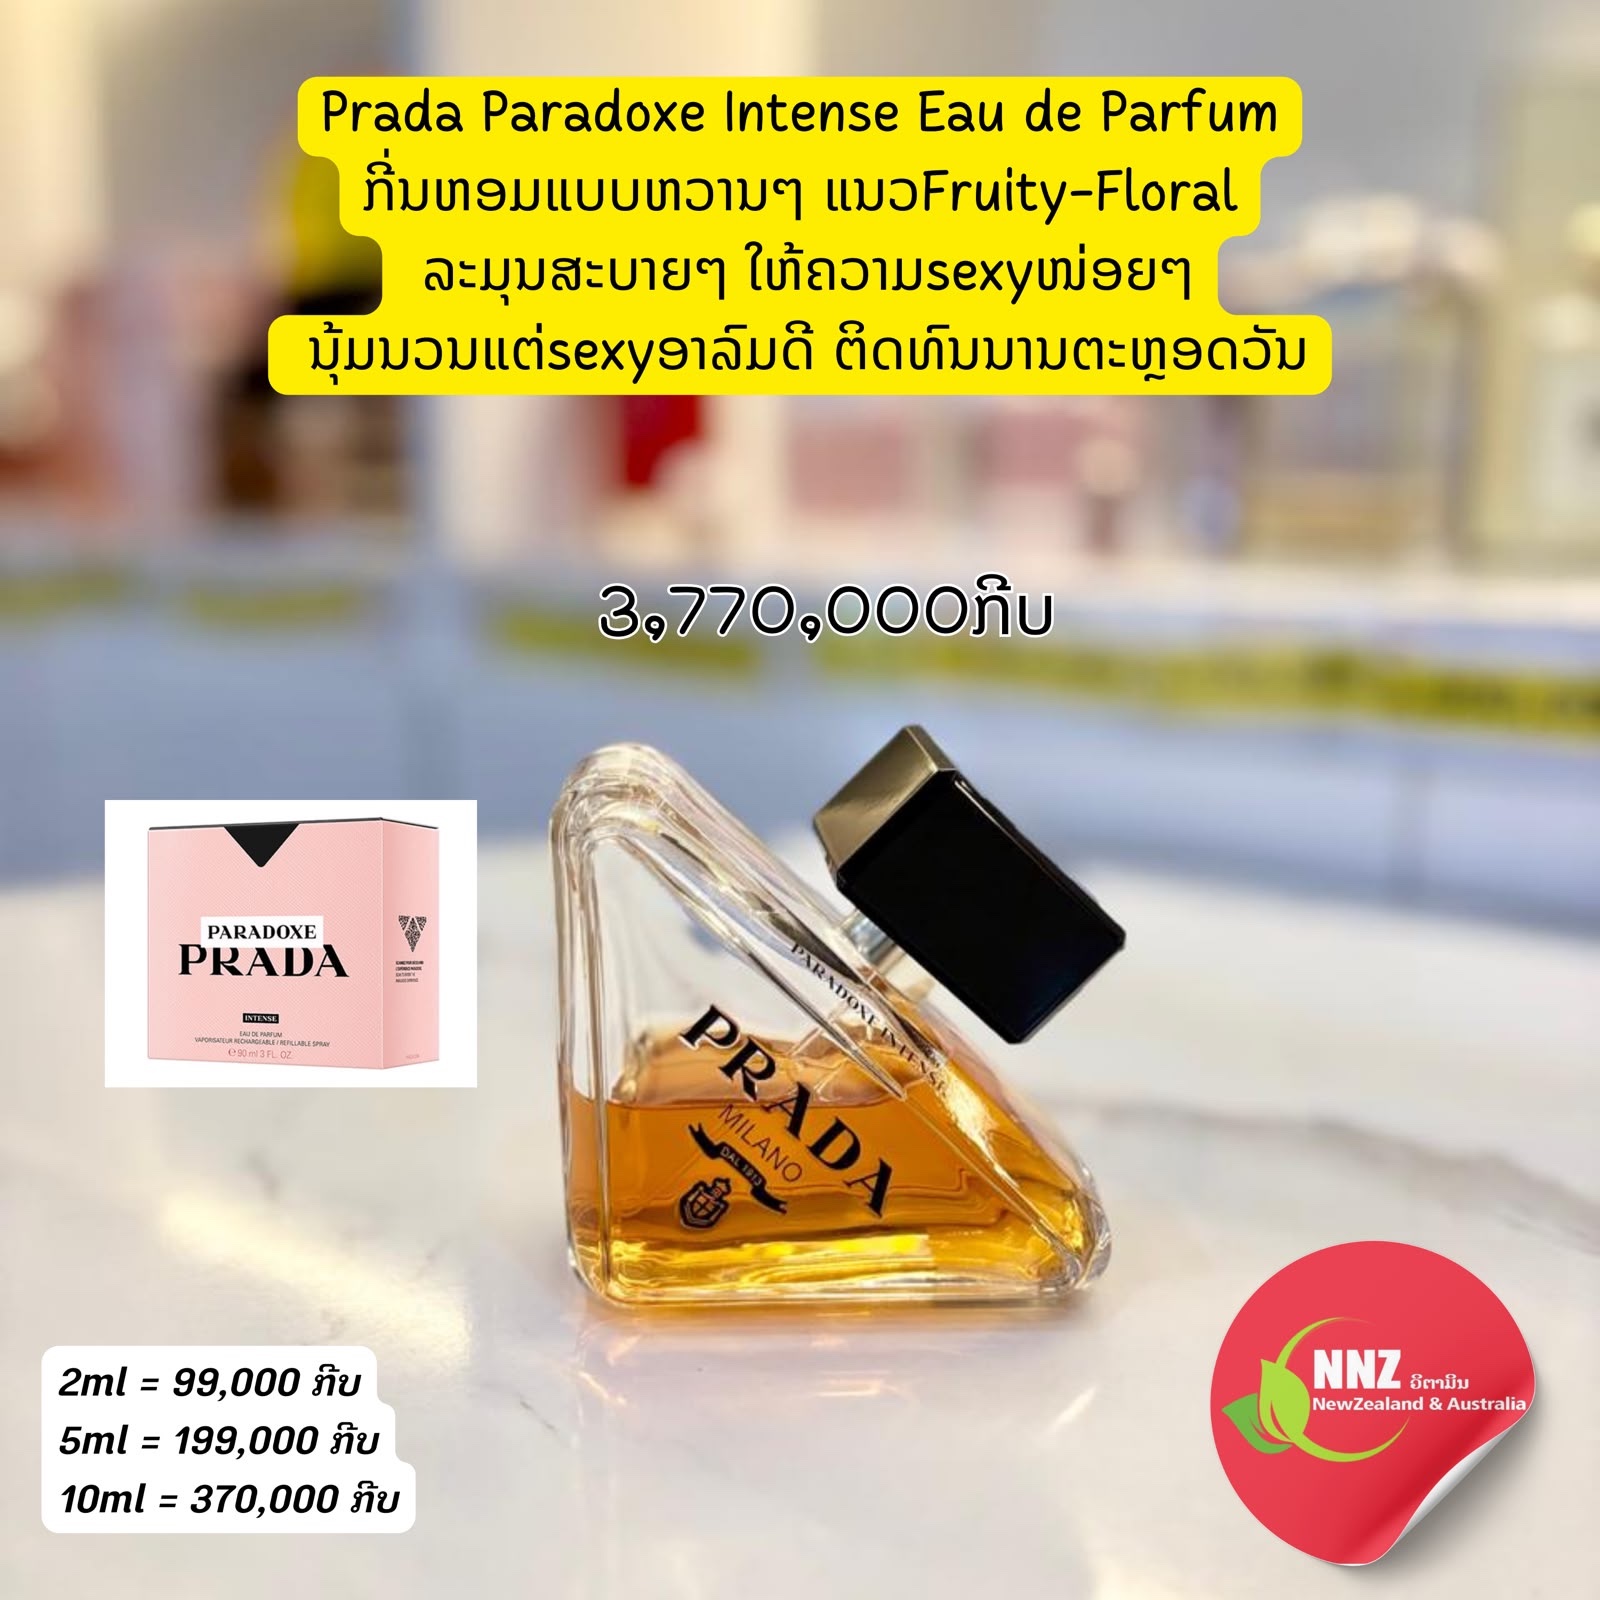 Prada Paradoxe Intense Eau de Parfum
ກິ່ນຫອມແບບຫວານໆ ແນວFruity-Floral
ລະມຸນສະບາຍໆ ໃຫ້ຄວາມsexyໜ່ອຍໆ
ນຸ້ມນວນແຕ່sexyອາລົມດີ ຕິດທົນນານຕະຫຼອດວັນ
3,770,000ກີບ
PARADOXE
PRADA
INTENSE
EAU DE PARFUM
VAPORISATEUR RECHARGEABLE / REFILLABLE SPRAY
℮ 90 ml 3 FL. OZ.
PARADOXE INTENSE
PRADA
MILANO
DAL 1913
2ml = 99,000 ກີບ
5ml = 199,000 ກີບ
10ml = 370,000 ກີບ
NNZ ວິຕາມິນ
NewZealand & Australia